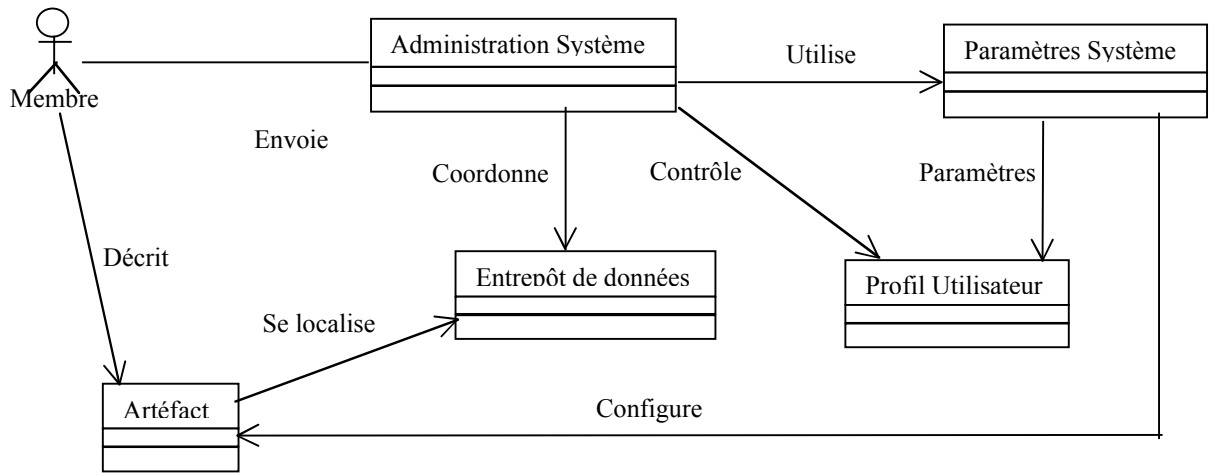 Administration Système
Paramètres Système
Utilise
Membre
Envoie
Coordonne
Contrôle
Paramètres
Décrit
Entrepôt de données
Profil Utilisateur
Se localise
Artéfact
Configure